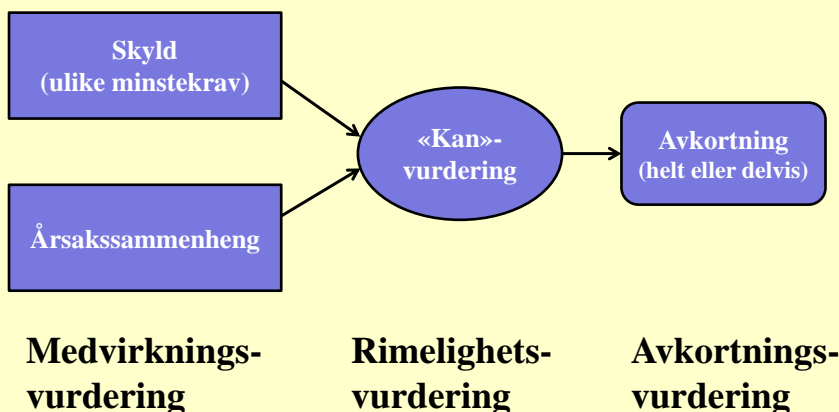 Skyld
(ulike minstekrav)
Årsakssammenheng
«Kan»-
vurdering
Avkortning
(helt eller delvis)
Medvirknings-
vurdering
Rimelighets-
vurdering
Avkortnings-
vurdering